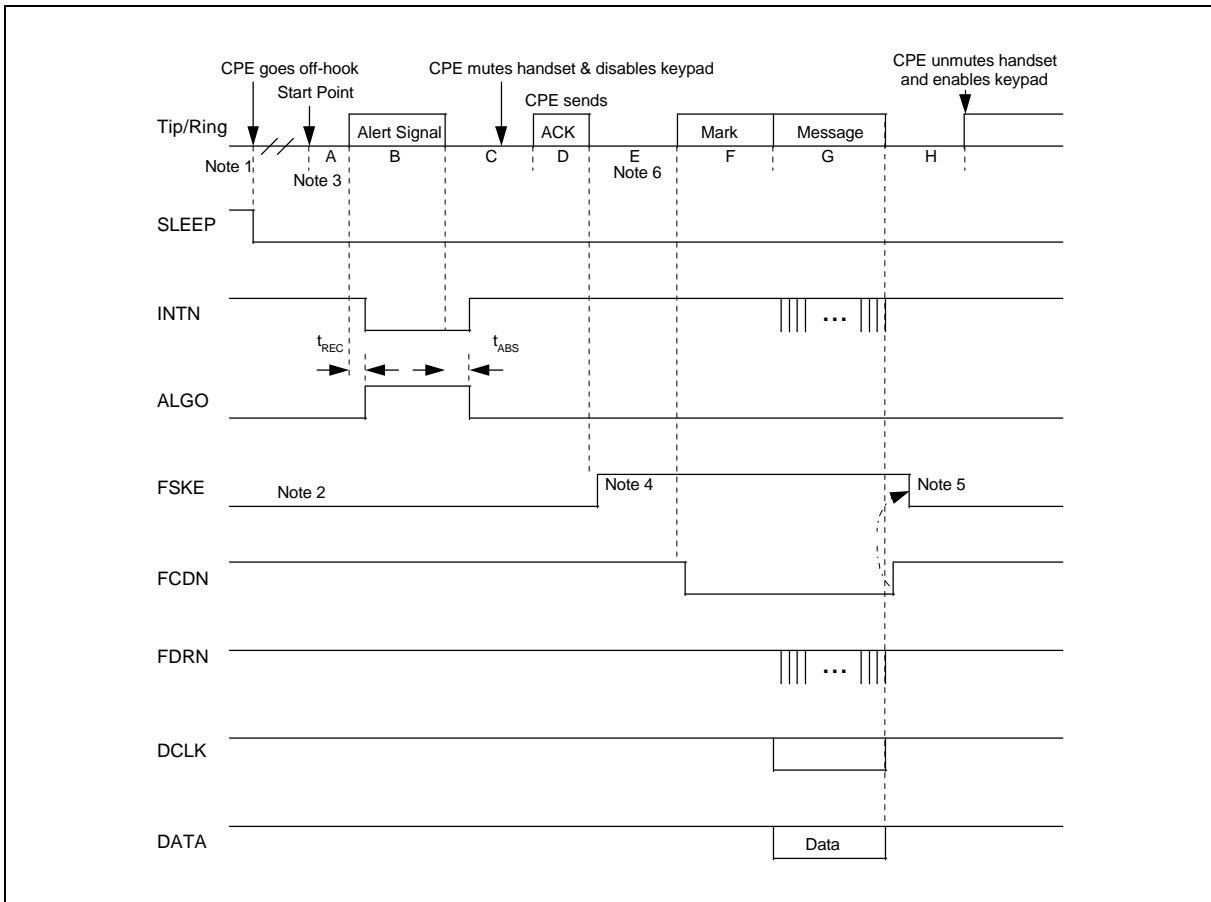 CPE goes off-hook
Start Point
CPE mutes handset & disables keypad
CPE sends
CPE unmutes handset
and enables keypad
Tip/Ring
Alert Signal
ACK
Mark
Message
A
B
C
D
E
F
G
H
Note 1
Note 3
Note 6
SLEEP
INTN
...
tREC
tABS
ALGO
FSKE
Note 2
Note 4
Note 5
FCDN
FDRN
...
DCLK
DATA
Data